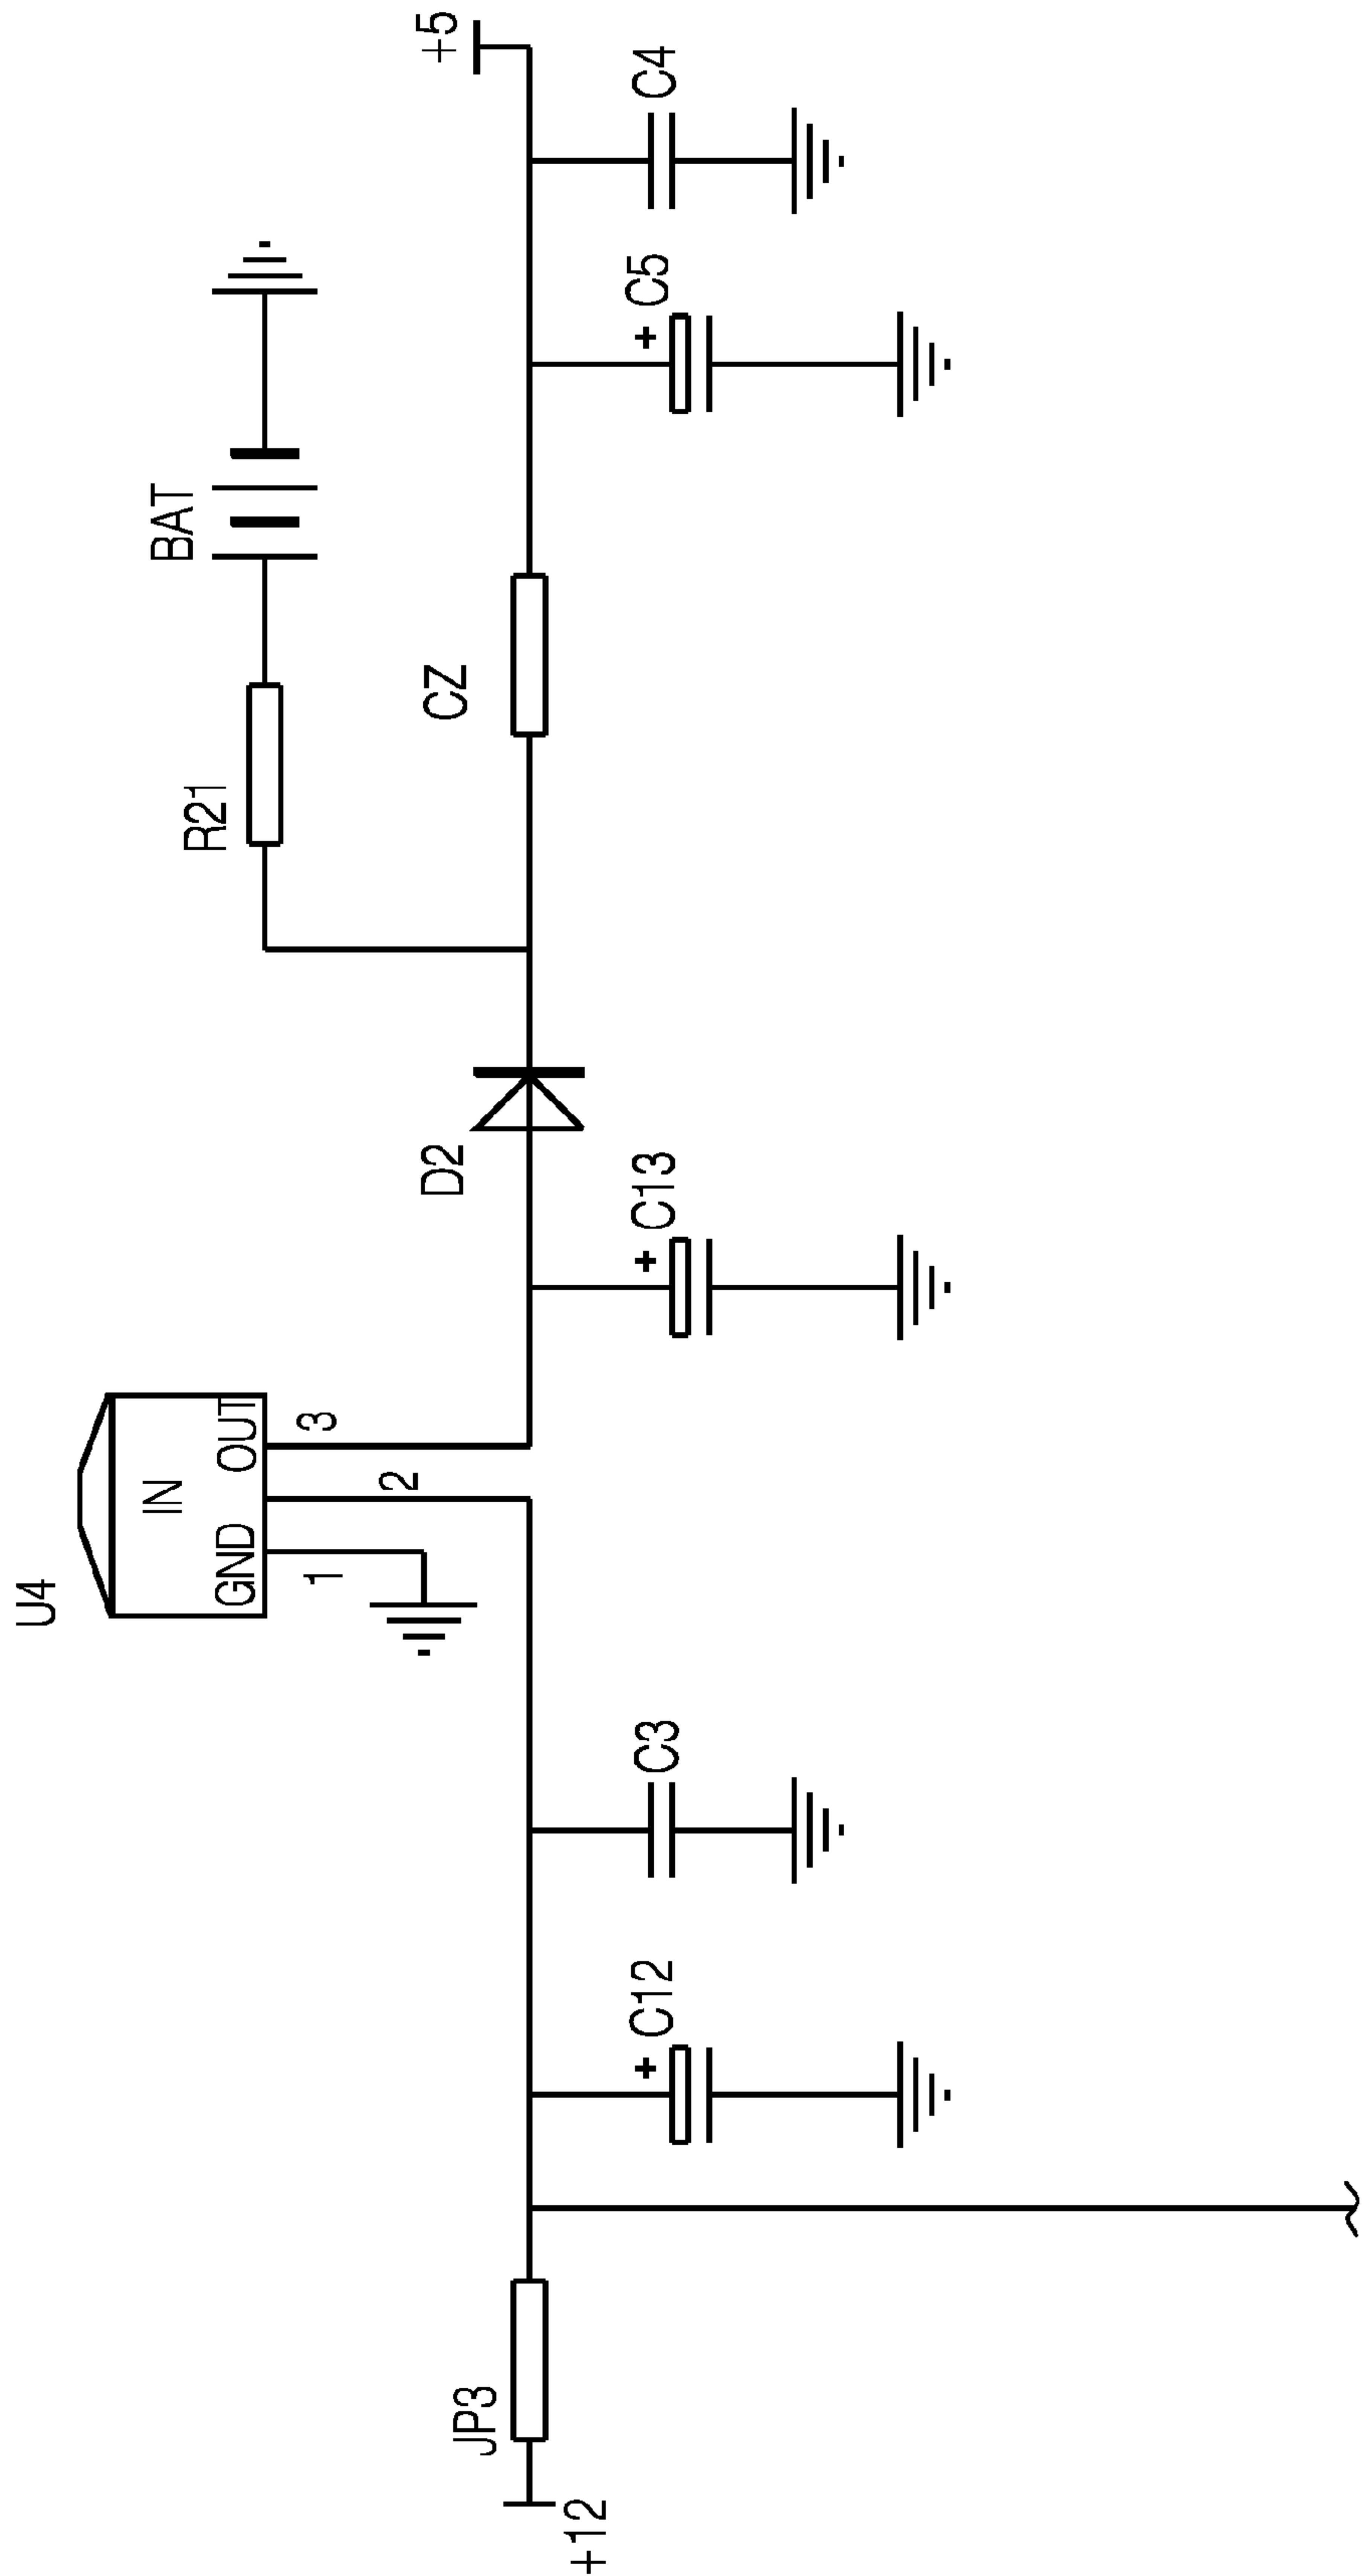 U4
IN
GND
OUT
1
2
3
BAT
R21
+5
CZ
D2
JP3
+12
C12
+
C3
C13
+
C5
+
C4